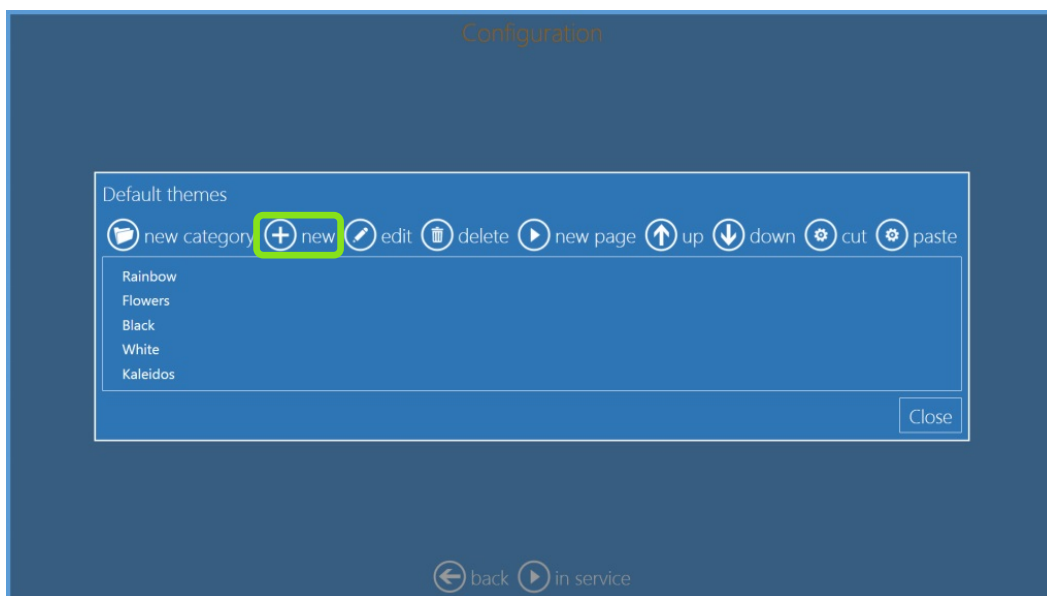 Configuration
Default themes
new category new edit delete new page up down cut paste
Rainbow
Flowers
Black
White
Kaleidos
Close
back in service